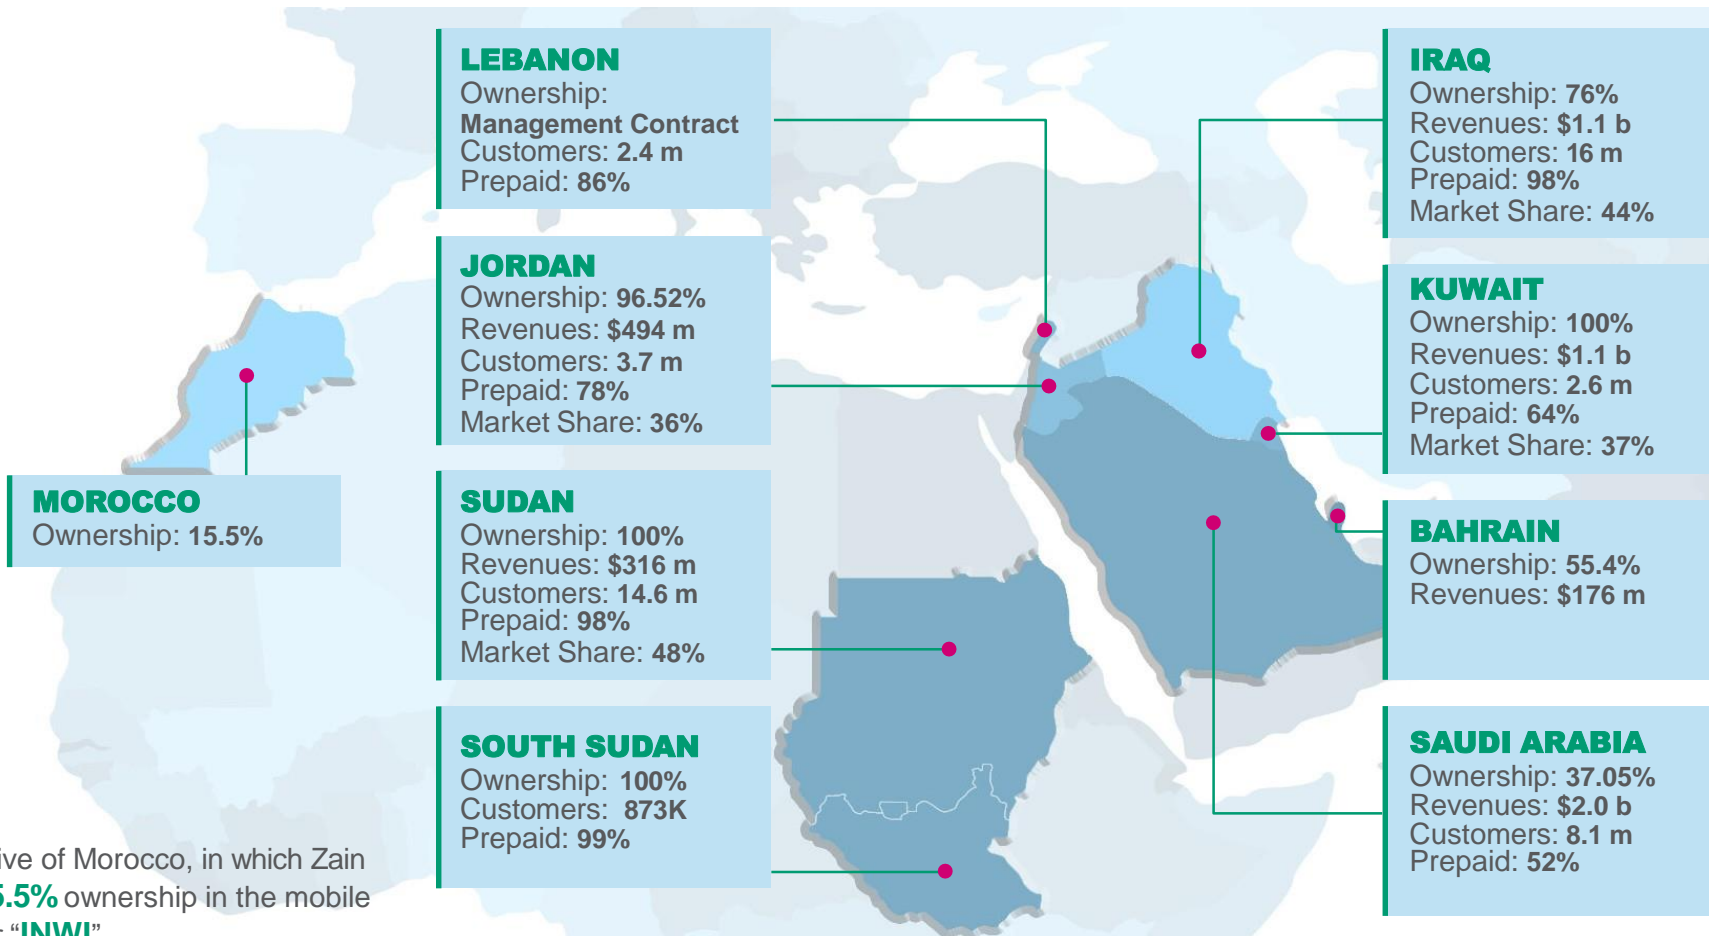 LEBANON
Ownership:
Management Contract
Customers: 2.4 m
Prepaid: 86%
JORDAN
Ownership: 96.52%
Revenues: $494 m
Customers: 3.7 m
Prepaid: 78%
Market Share: 36%
MOROCCO
Ownership: 15.5%
SUDAN
Ownership: 100%
Revenues: $316 m
Customers: 14.6 m
Prepaid: 98%
Market Share: 48%
SOUTH SUDAN
Ownership: 100%
Customers: 873K
Prepaid: 99%
IRAQ
Ownership: 76%
Revenues: $1.1 b
Customers: 16 m
Prepaid: 98%
Market Share: 44%
KUWAIT
Ownership: 100%
Revenues: $1.1 b
Customers: 2.6 m
Prepaid: 64%
Market Share: 37%
BAHRAIN
Ownership: 55.4%
Revenues: $176 m
SAUDI ARABIA
Ownership: 37.05%
Revenues: $2.0 b
Customers: 8.1 m
Prepaid: 52%
of Morocco, in which Zain
5.5% ownership in the mobile
“INWI”